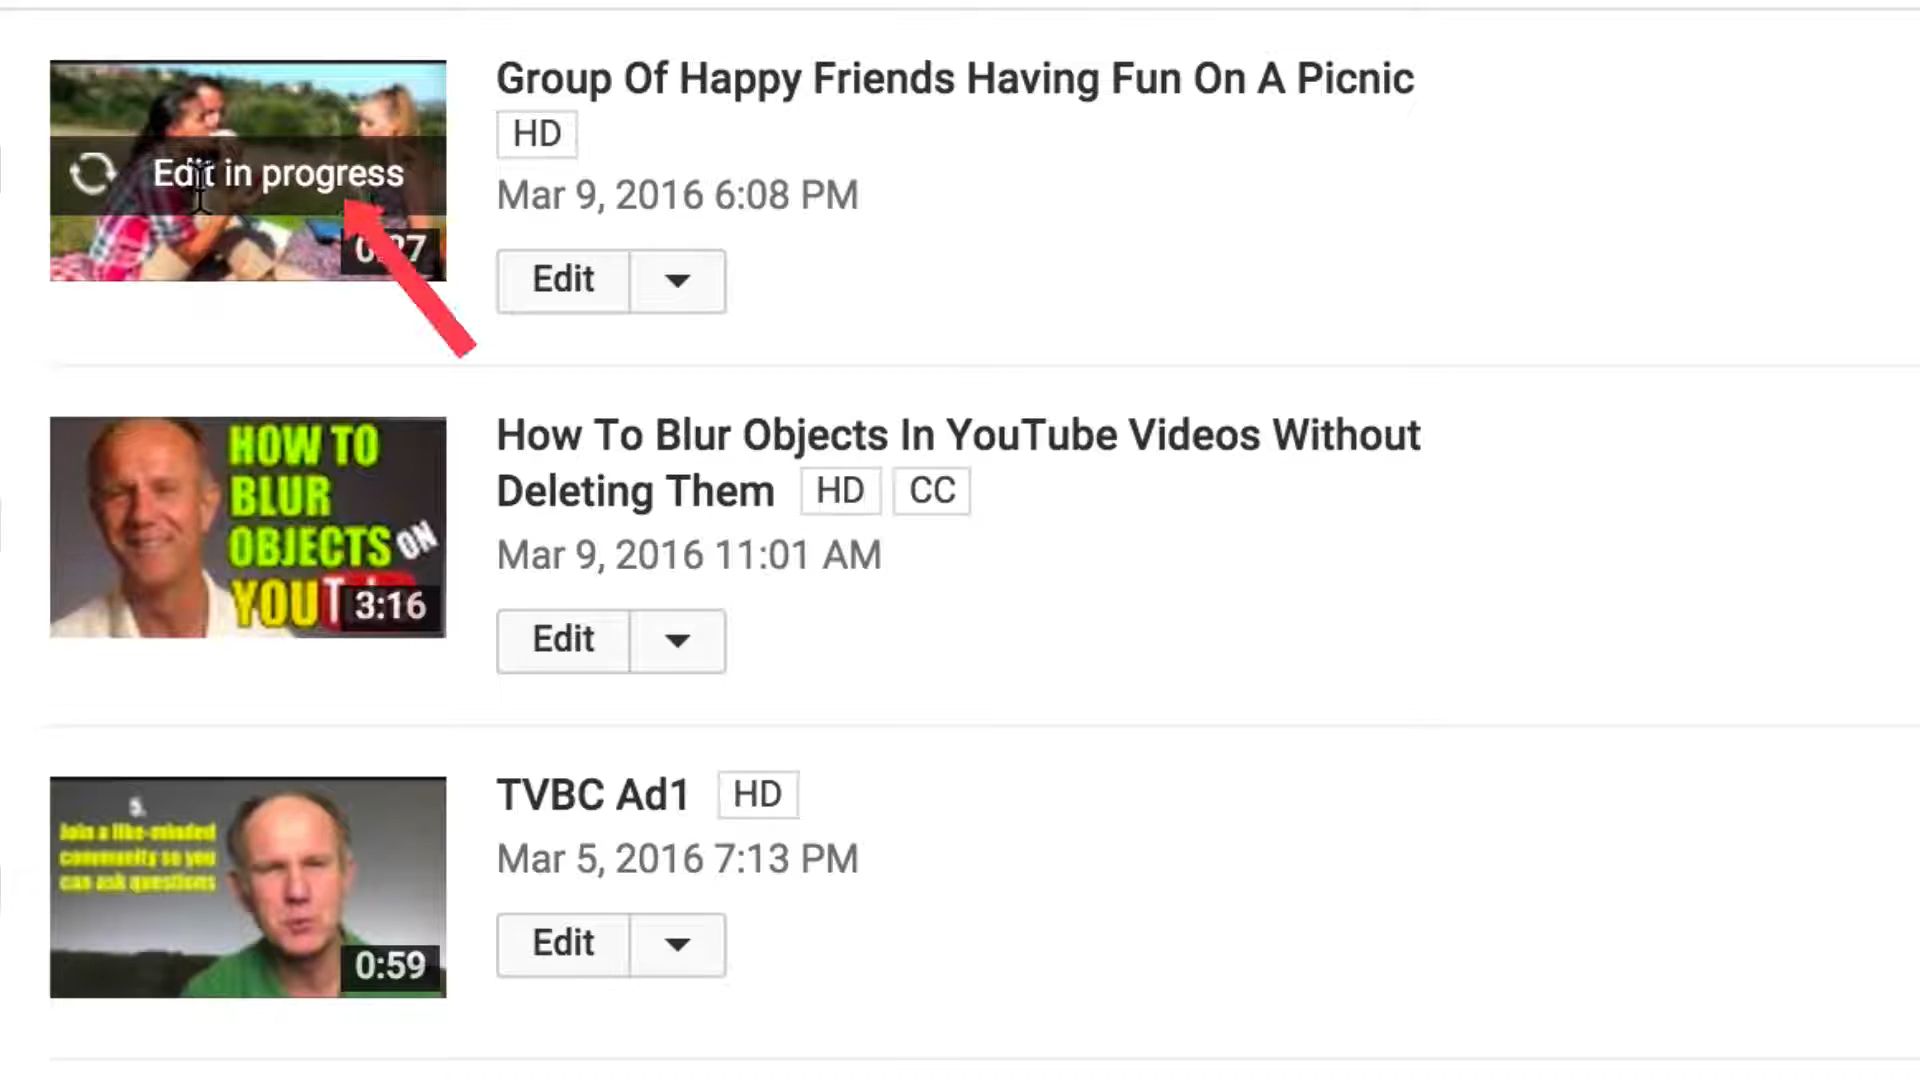 Group Of Happy Friends Having Fun On A Picnic
HD
Edit in progress
Mar 9, 2016 6:08 PM
Edit
How To Blur Objects In YouTube Videos Without
Deleting Them HD CC
HOW TO
BLUR
OBJECTS ON
3:16
Mar 9, 2016 11:01 AM
Edit
TVBC Ad1 HD
5.
Join a like-minded
community so you
can ask questions
0:59
Mar 5, 2016 7:13 PM
Edit